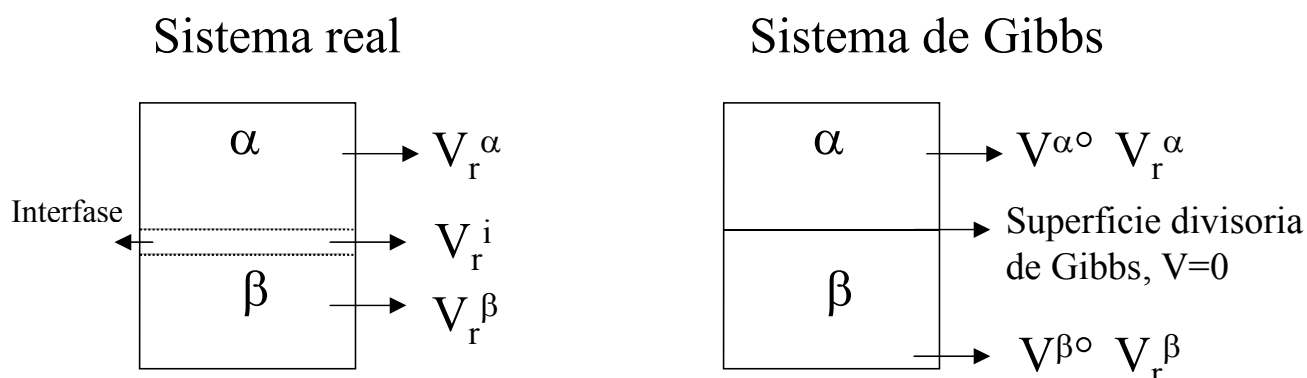 Sistema real
Sistema de Gibbs
α
V_r^α
Interfase
V_r^i
β
V_r^β
α
V^α° V_r^α
Superficie divisoria
de Gibbs, V=0
β
V^β° V_r^β